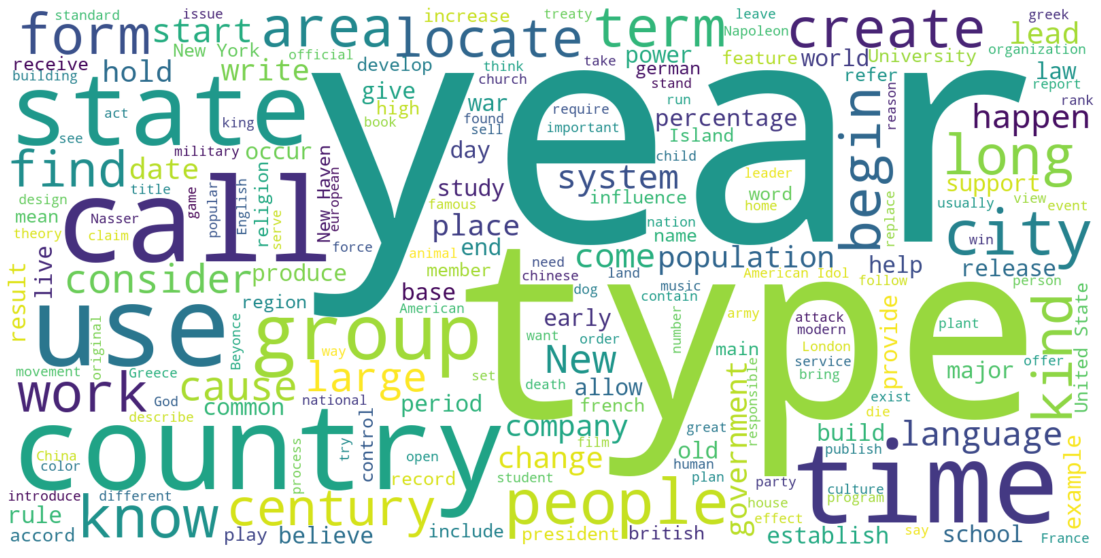 standard
issue
increase
treaty
leave
Napoleon
greek
form
start
area
locate
term
create
lead
New York
official
think
take
organization
receive
building
hold
write
develop
church
power
german
feature
world
University
refer
law
report
state
year
act
see
king
give
high
book
war
found
sell
run
stand
require
important
percentage
Island
reason
rank
happen
begin
long
find
military
date
occur
day
child
system
leader
influence
word
home
support
usually
view
event
design
title
mean
theory
claim
Nasser
call
game
popular
English
religion
serve
New Haven
european
study
famous
place
force
end
name
nation
replace
win
city
live
result
consider
produce
region
animal
member
need
chinese
come
population
land
American Idol
help
follow
release
person
base
American
type
dog
music
contain
use
group
early
order
want
number
army
attack
modern
London
service
bring
provide
plant
offer
kind
United State
movement
original
Greece
Beyonce
way
New
main
major
work
God
cause
large
set
death
allow
exist
die
describe
common
national
period
french
responsible
government
country
try
control
company
film
great
old
build
publish
language
China
color
process
open
change
human
plan
student
record
party
culture
program
time
example
introduce
different
know
century
people
president
house
effect
rule
accord
play
believe
include
british
establish
say
school
France